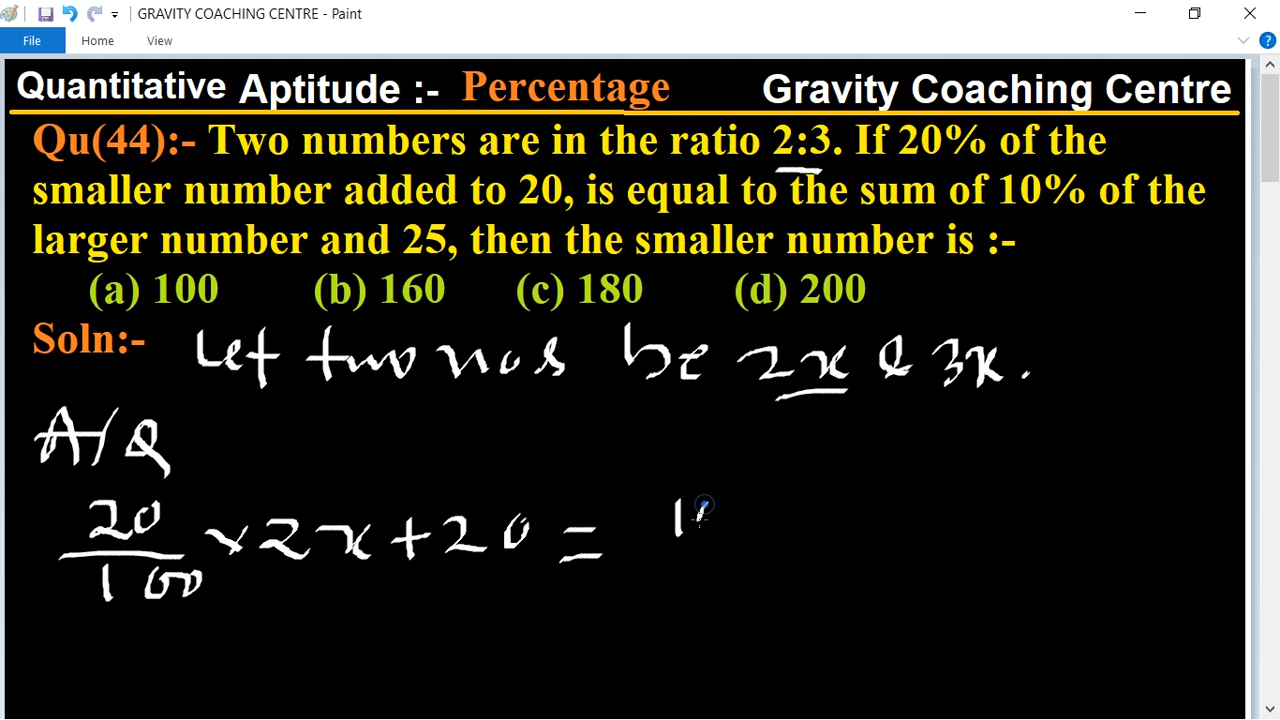 GRAVITY COACHING CENTRE - Paint
File Home View
Quantitative Aptitude :- Percentage Gravity Coaching Centre
Qu(44):- Two numbers are in the ratio 2:3. If 20% of the
smaller number added to 20, is equal to the sum of 10% of the
larger number and 25, then the smaller number is :-
(a) 100 (b) 160 (c) 180 (d) 200
Soln:- Let two nos be 2x & 3x.
A/Q
20/100 × 2x + 20 =